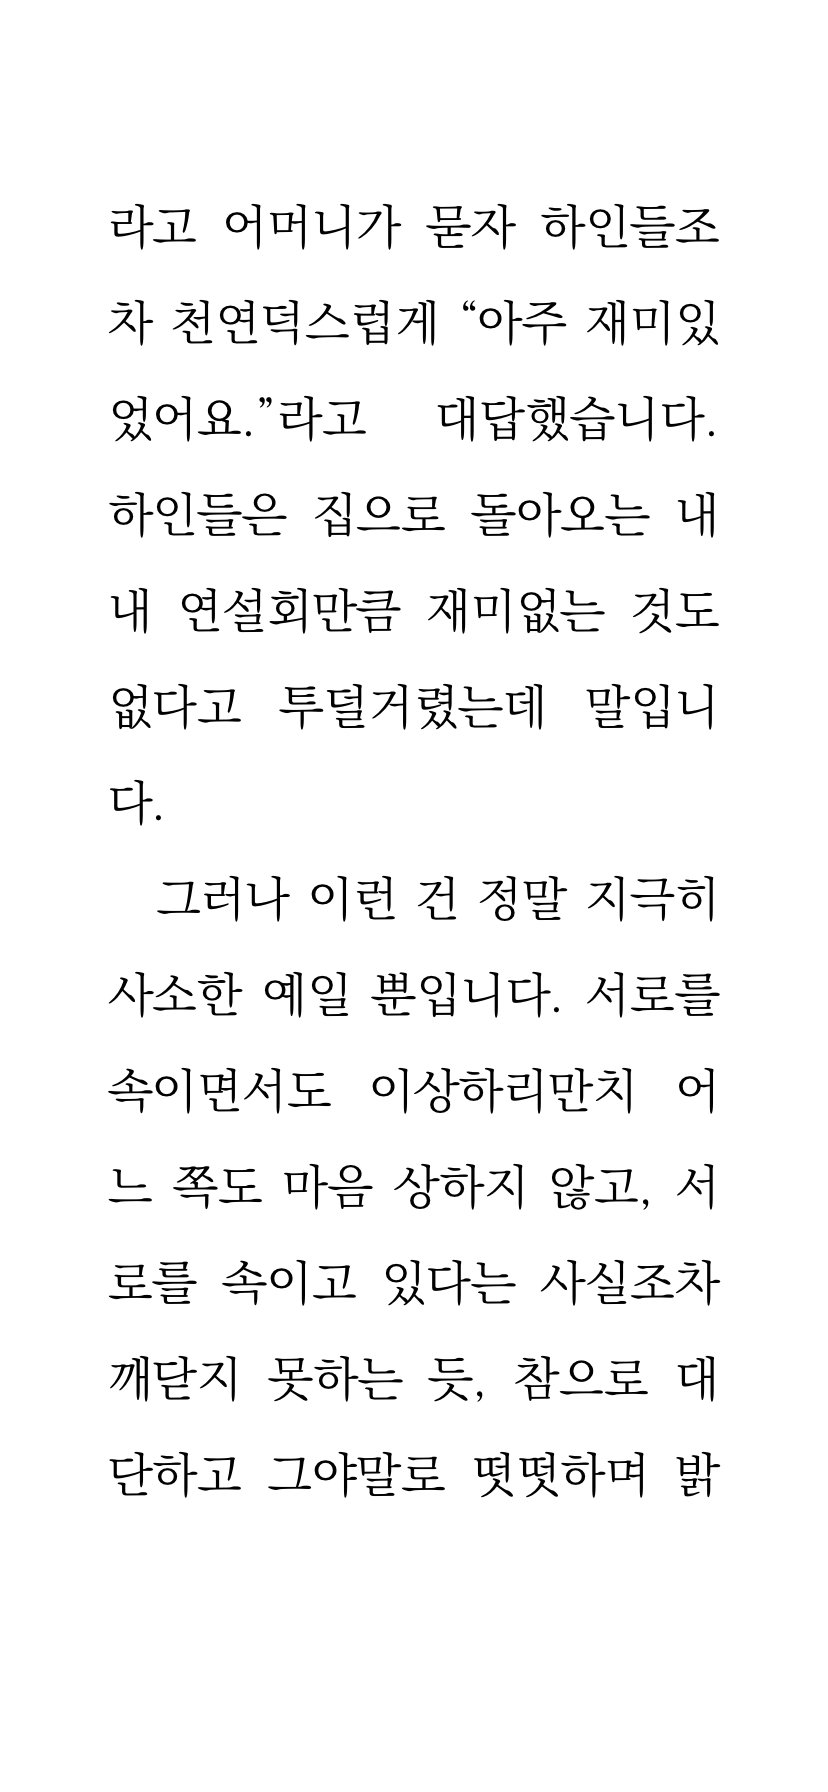 라고 어머니가 묻자 하인들조
차 천연덕스럽게 “아주 재미있
었어요.”라고 대답했습니다.
하인들은 집으로 돌아오는 내
내 연설회만큼 재미없는 것도
없다고 투덜거렸는데 말입니
다.
그러나 이런 건 정말 지극히
사소한 예일 뿐입니다. 서로를
속이면서도 이상하리만치 어
느 쪽도 마음 상하지 않고, 서
로를 속이고 있다는 사실조차
깨닫지 못하는 듯, 참으로 대
단하고 그야말로 떳떳하며 밝